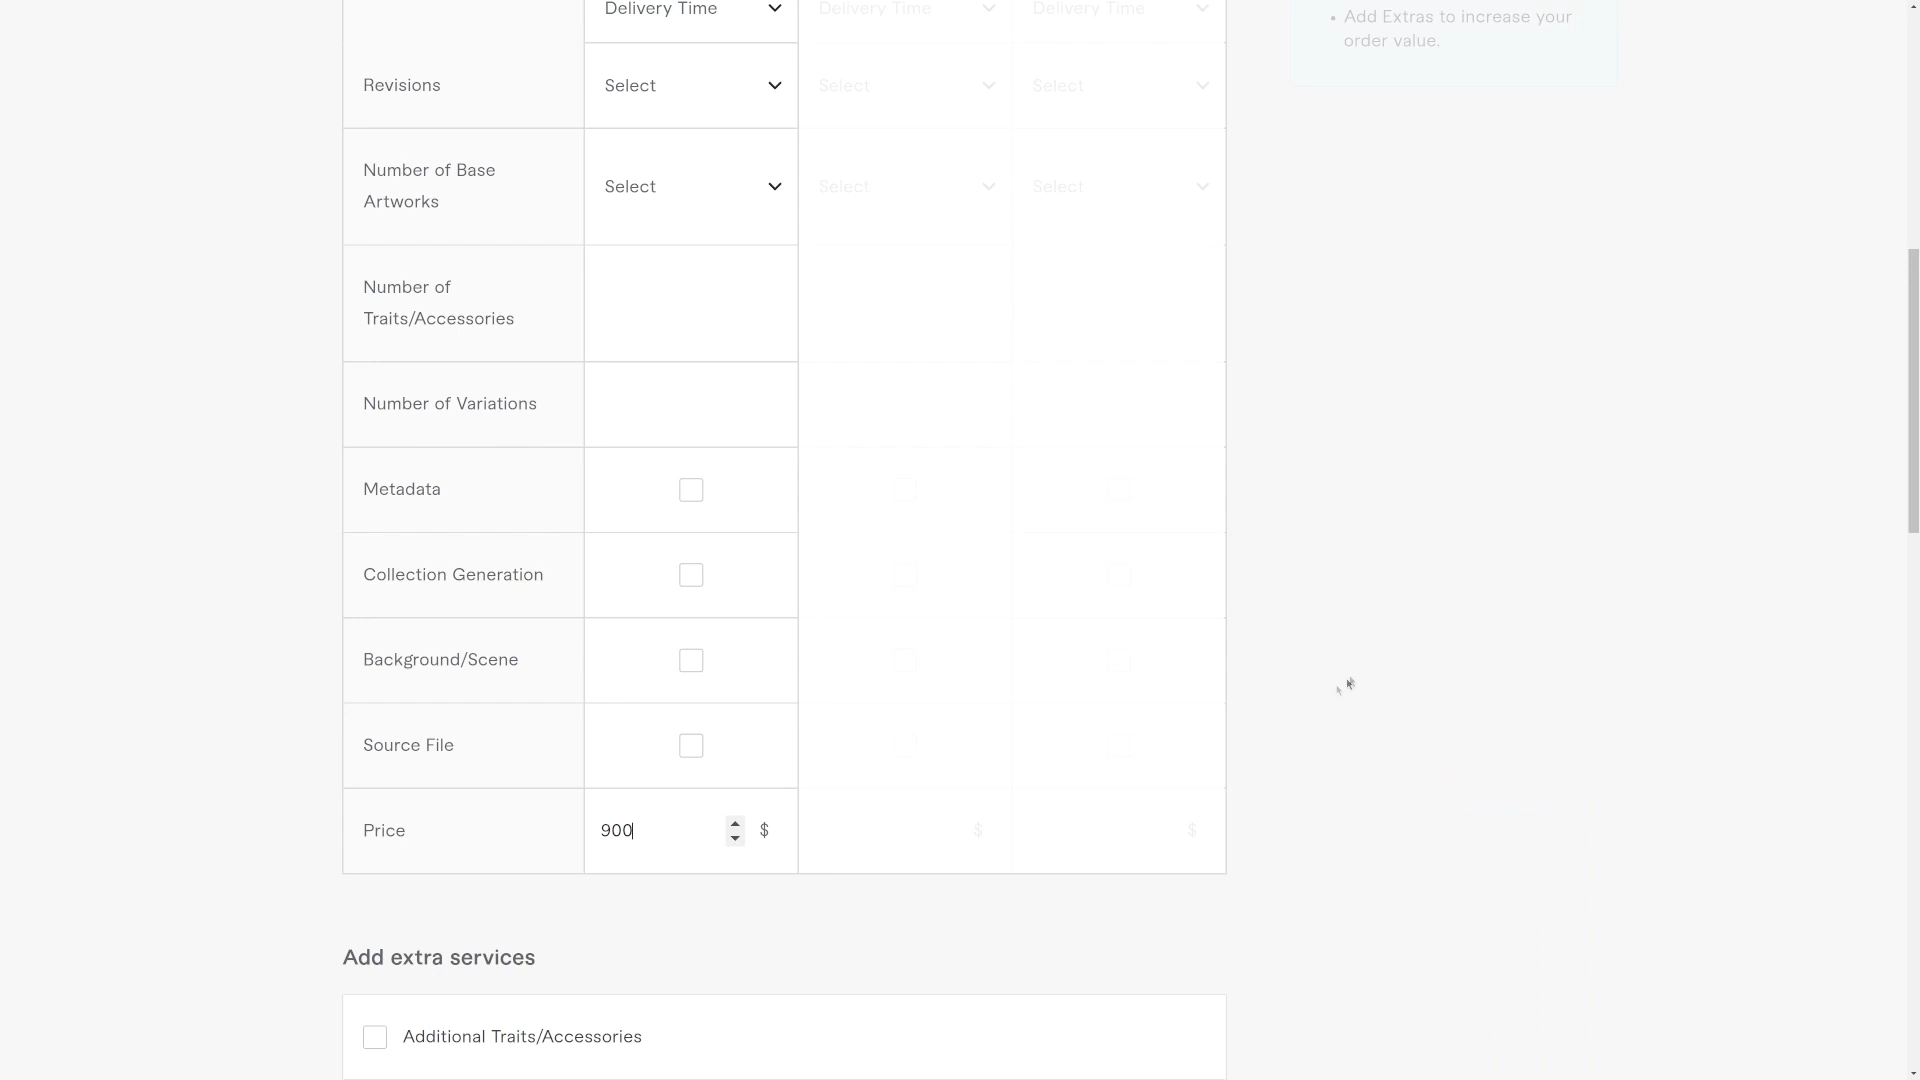 Delivery Time Delivery Time Delivery Time
• Add Extras to increase your
order value.
Revisions Select Select Select
Number of Base
Artworks
Select Select Select
Number of
Traits/Accessories
Number of Variations
Metadata
Collection Generation
Background/Scene
Source File
Price 900 $ $ $
Add extra services
Additional Traits/Accessories